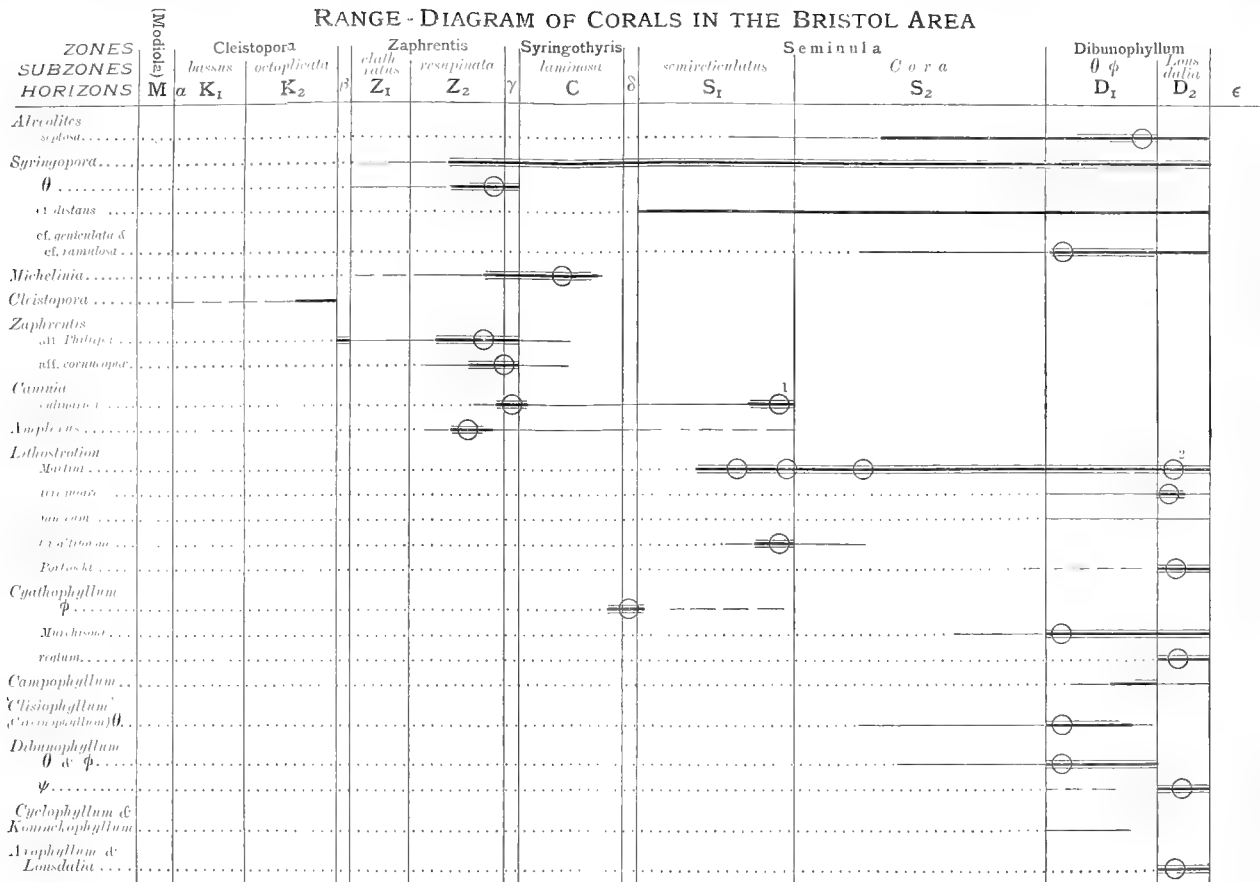 RANGE-DIAGRAM OF CORALS IN THE BRISTOL AREA
ZONES (Modiola) Cleistopora Zaphrentis Syringothyris Seminula Dibunophyllum
SUBZONES bassus octoplicata clathratus resupinata laminosa semireticulatus Cora θ φ Lonsdalia
HORIZONS M α K1 K2 β Z1 Z2 γ C δ S1 S2 D1 D2 ε
Alveolites
septosa
Syringopora
θ
cf. distans
cf. geniculata &
cf. ramulosa
Michelinia
Cleistopora
Zaphrentis
aff. Phillipsi
aff. cornucopiæ
Caninia
cylindrica 1
Amplexus
Lithostrotion
Martini 2
Portlocki
Cyathophyllum
φ
Murchisoni
regium
Campophyllum
'Clisiophyllum'
θ
Dibunophyllum
θ & φ
ψ
Cyclophyllum &
Koninckophyllum
Axophyllum &
Lonsdalia